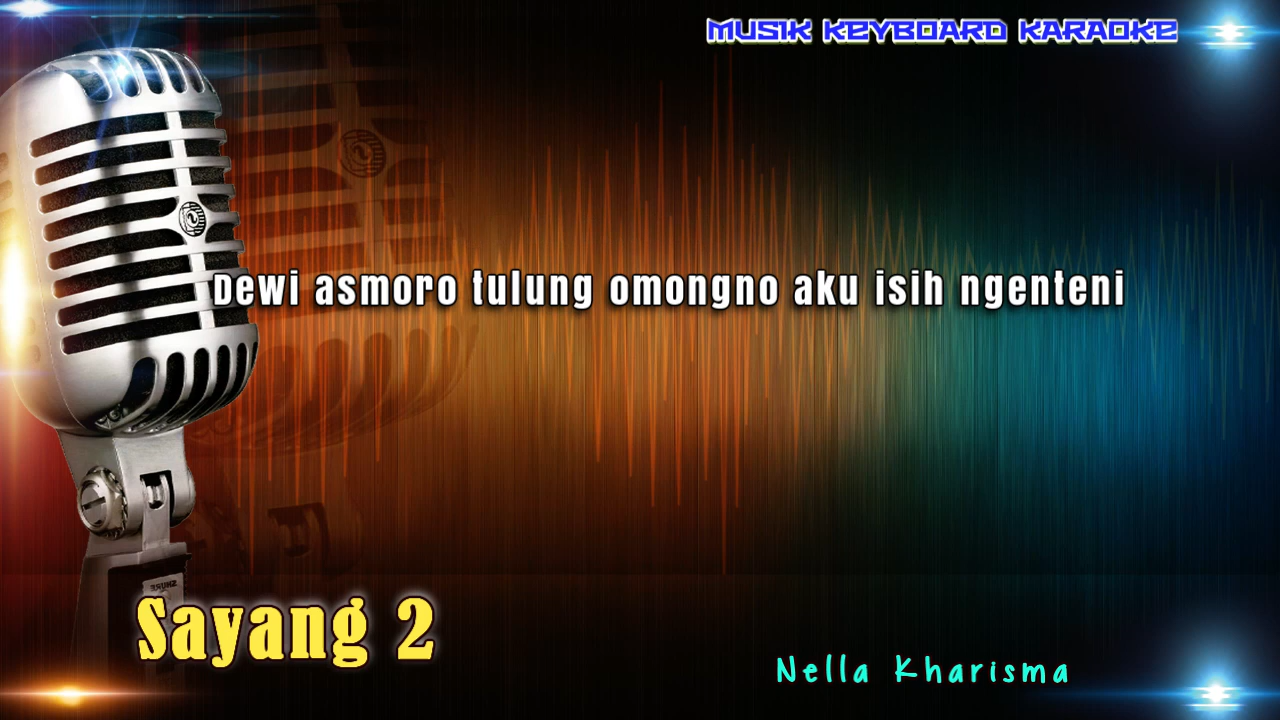 MUSIK KEYBOARD KARAOKE
Dewi asmoro tulung omongno aku isih ngenteni
Sayang 2
Nella Kharisma